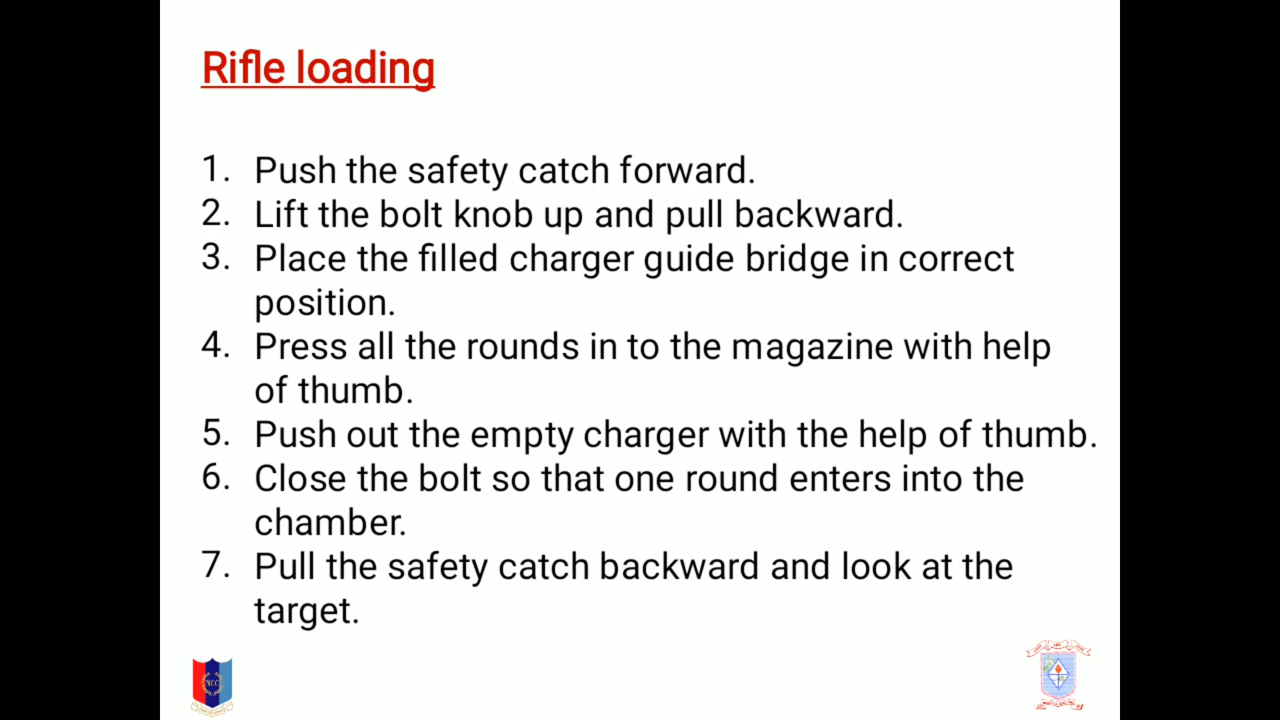 Rifle loading
1. Push the safety catch forward.
2. Lift the bolt knob up and pull backward.
3. Place the filled charger guide bridge in correct
position.
4. Press all the rounds in to the magazine with help
of thumb.
5. Push out the empty charger with the help of thumb.
6. Close the bolt so that one round enters into the
chamber.
7. Pull the safety catch backward and look at the
target.
NCC